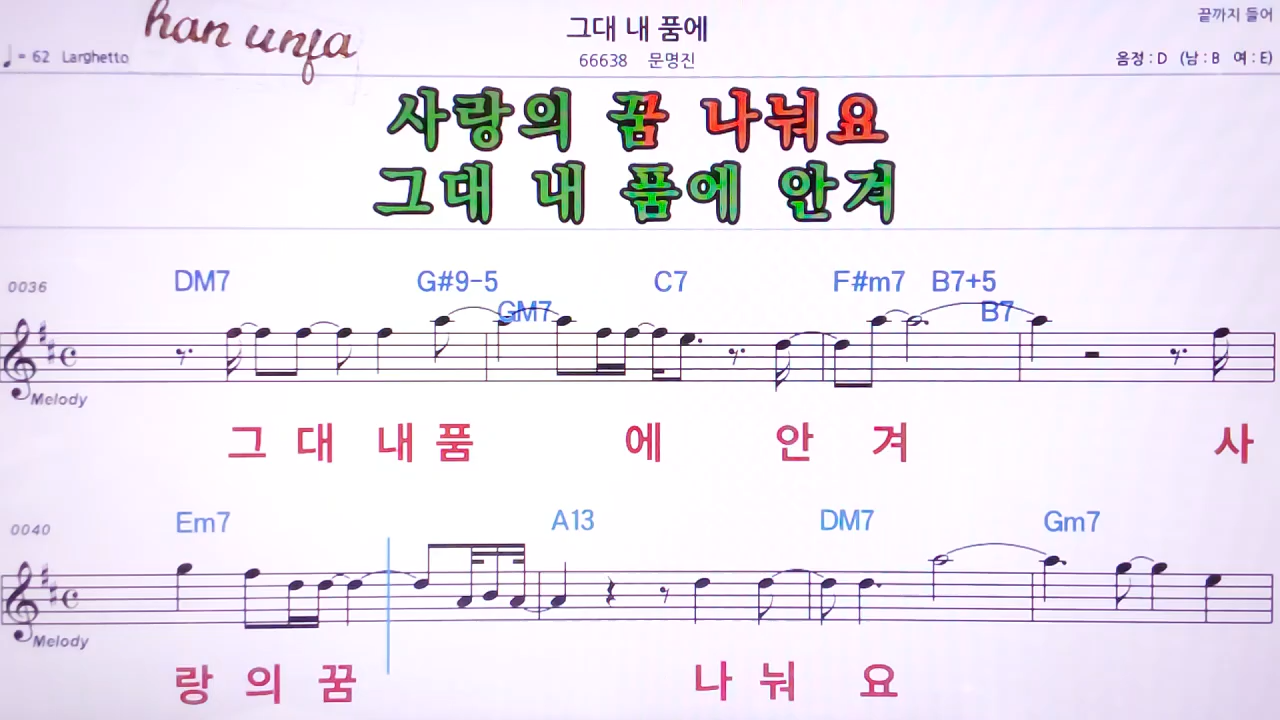 han unja
그대 내 품에
끝까지 들어
♩= 62 Larghetto
66638 문명진
음정 : D (남 : B 여 : E)
사랑의 꿈 나눠요
그대 내 품에 안겨
0036 DM7 G#9-5 GM7 C7 F#m7 B7+5 B7
Melody
그 대 내 품 에 안 겨 사
0040 Em7 A13 DM7 Gm7
Melody
랑 의 꿈 나 눠 요